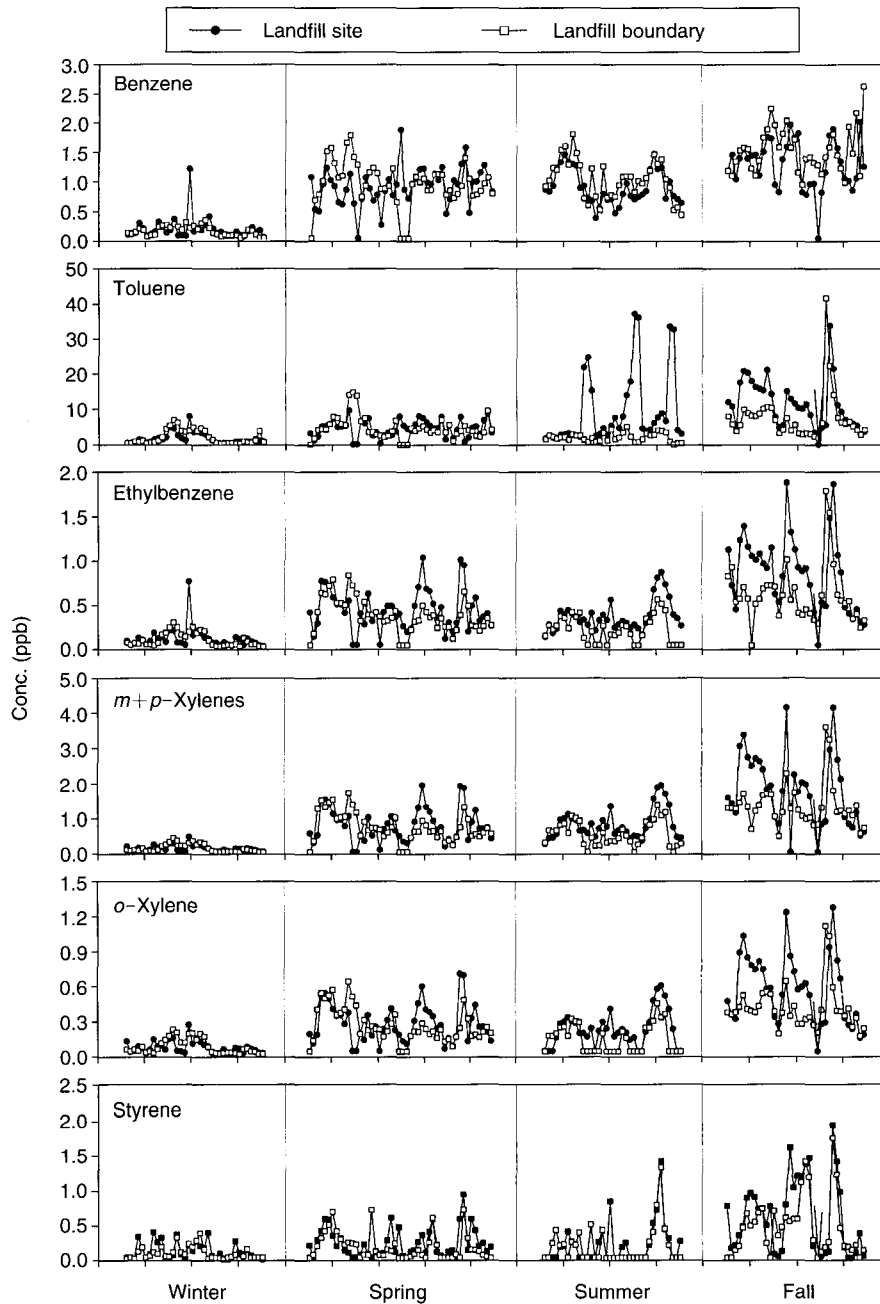 Landfill site
Landfill boundary
Conc. (ppb)
Benzene
3.0
2.5
2.0
1.5
1.0
0.5
0.0
Toluene
50
40
30
20
10
0
Ethylbenzene
2.0
1.5
1.0
0.5
0.0
m+p-Xylenes
5.0
4.0
3.0
2.0
1.0
0.0
o-Xylene
1.5
1.2
0.9
0.6
0.3
0.0
Styrene
2.5
2.0
1.5
1.0
0.5
0.0
Winter
Spring
Summer
Fall